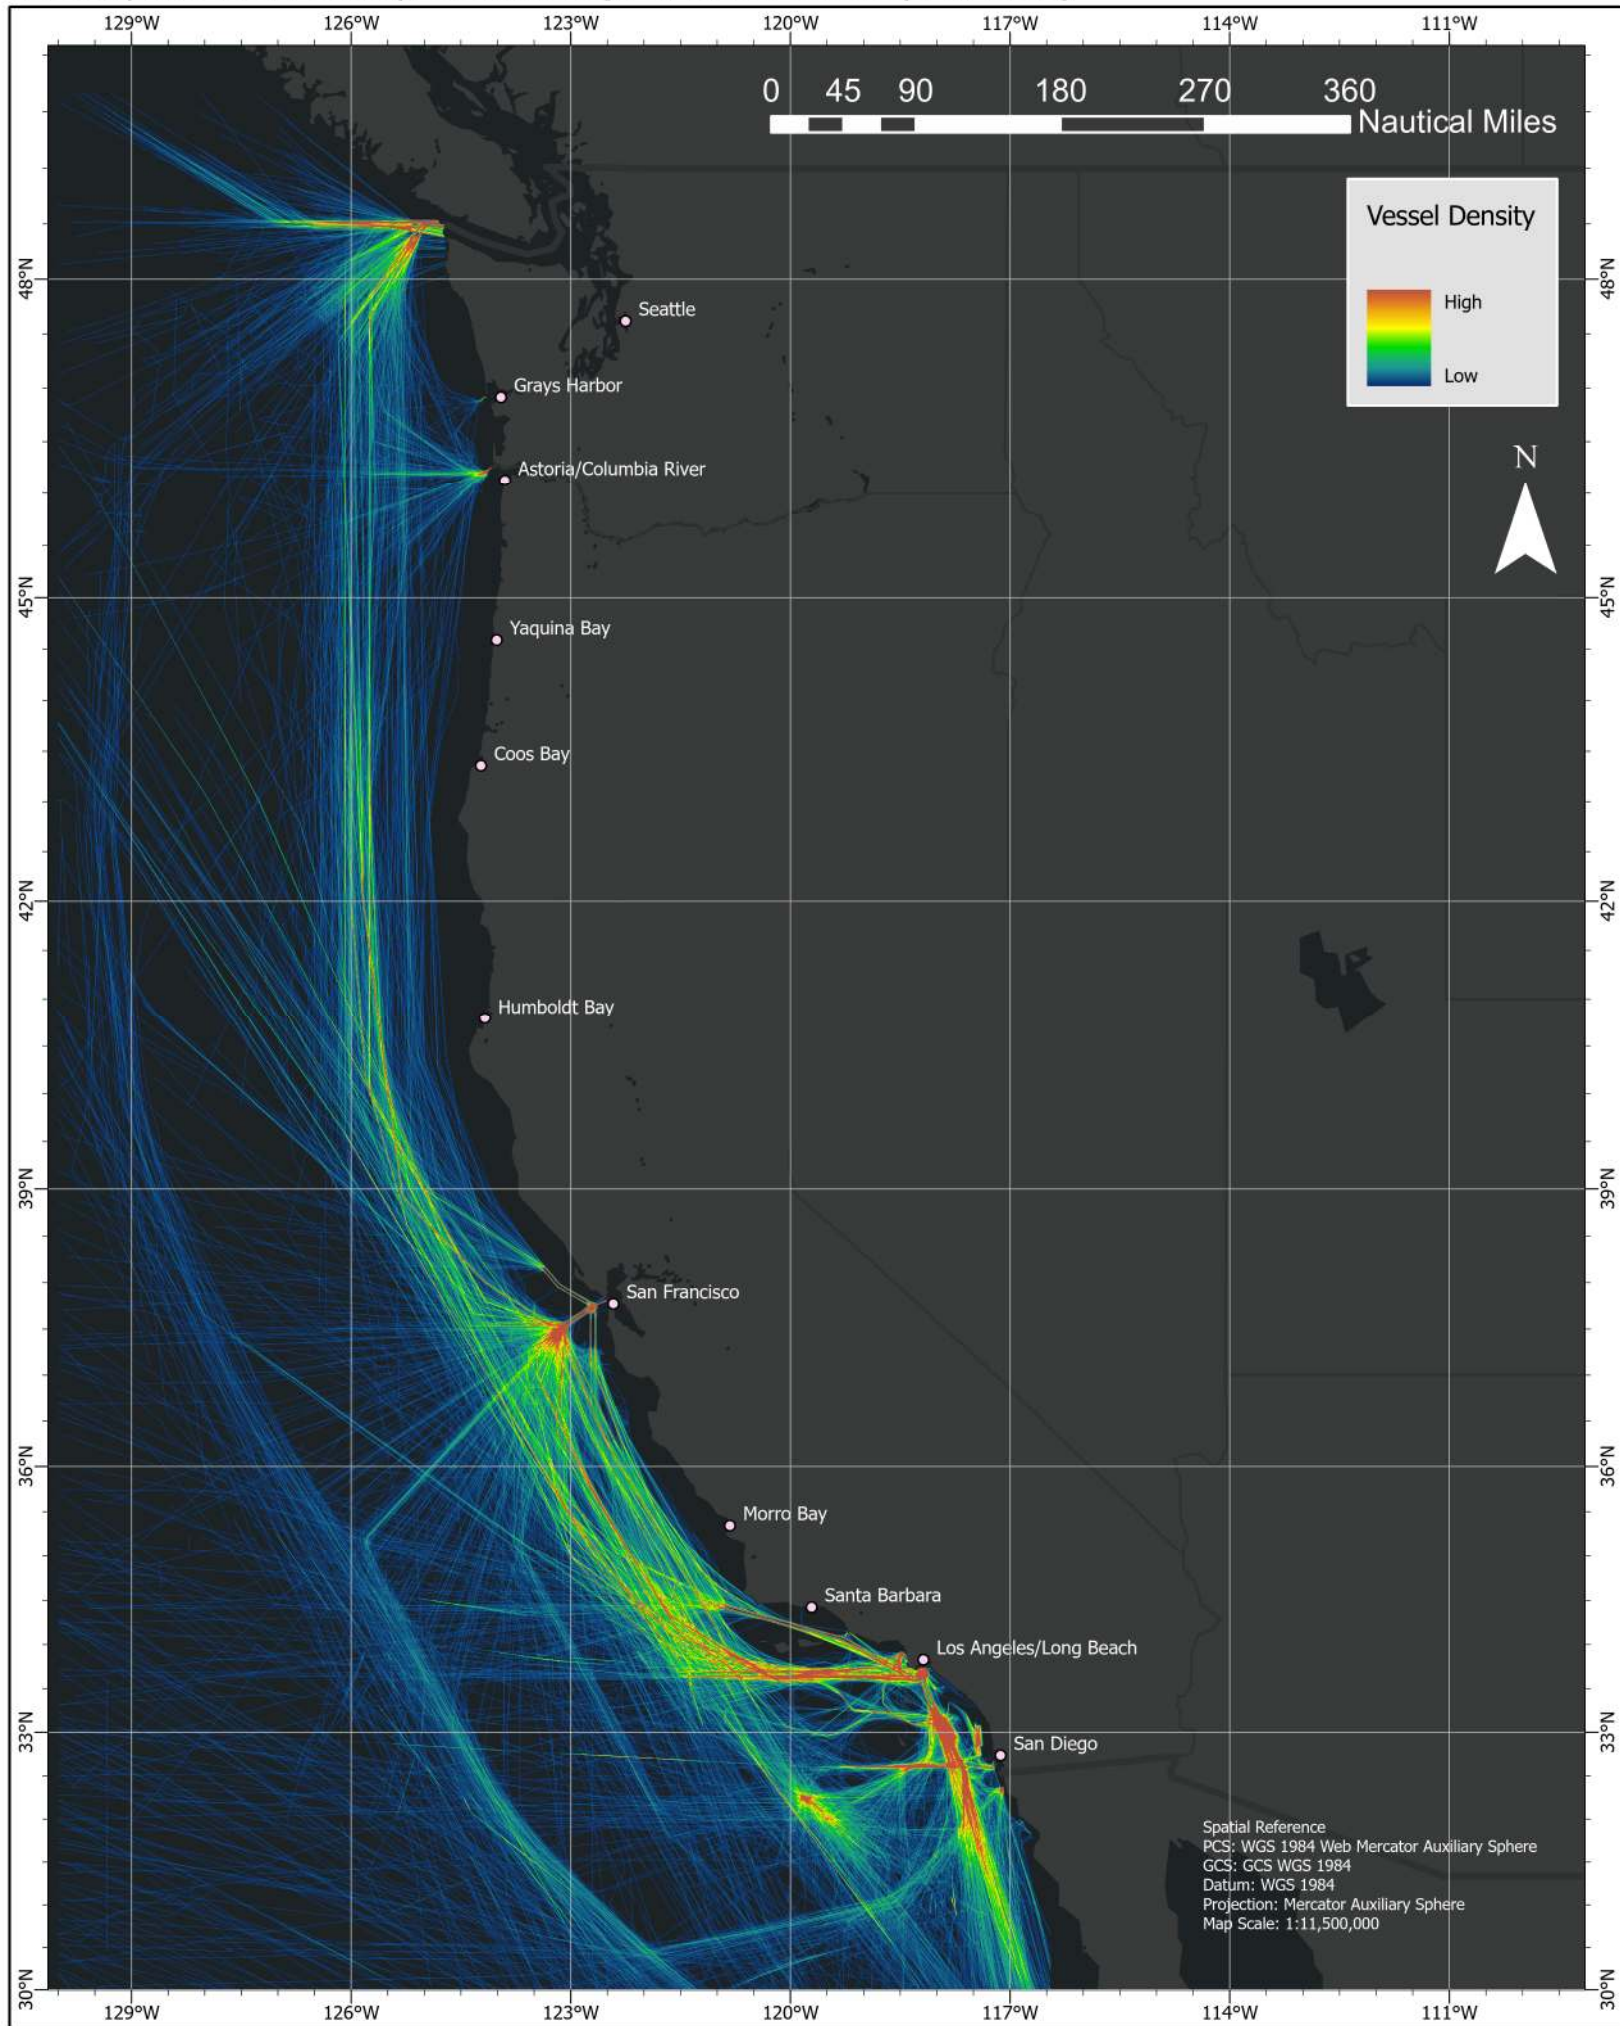 129°W 126°W 123°W 120°W 117°W 114°W 111°W
0 45 90 180 270 360
Nautical Miles
Vessel Density
High
Low
48°N 48°N
Seattle
Grays Harbor
N
Astoria/Columbia River
45°N 45°N
Yaquina Bay
Coos Bay
42°N 42°N
Humboldt Bay
39°N 39°N
San Francisco
36°N 36°N
Morro Bay
Santa Barbara
Los Angeles/Long Beach
33°N 33°N
San Diego
Spatial Reference
PCS: WGS 1984 Web Mercator Auxiliary Sphere
GCS: GCS WGS 1984
Datum: WGS 1984
Projection: Mercator Auxiliary Sphere
Map Scale: 1:11,500,000
30°N 30°N
129°W 126°W 123°W 120°W 117°W 114°W 111°W